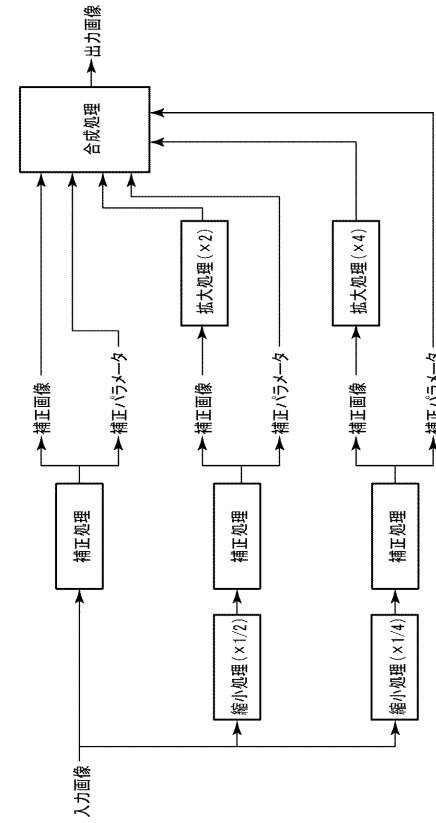 入力画像
補正処理
補正画像
補正パラメータ
合成処理
出力画像
縮小処理(×1/2)
補正処理
補正画像
補正パラメータ
拡大処理(×2)
縮小処理(×1/4)
補正処理
補正画像
補正パラメータ
拡大処理(×4)